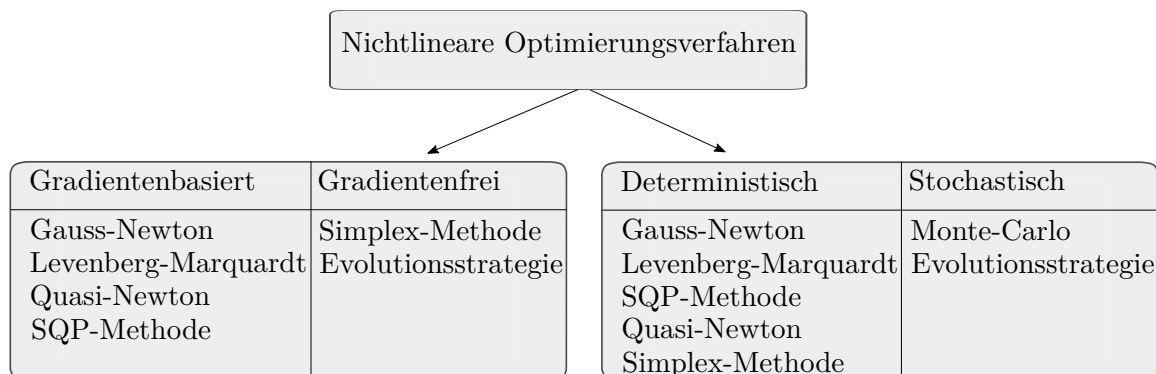 Nichtlineare Optimierungsverfahren
Gradientenbasiert
Gradientenfrei
Gauss-Newton
Levenberg-Marquardt
Quasi-Newton
SQP-Methode
Simplex-Methode
Evolutionsstrategie
Deterministisch
Stochastisch
Gauss-Newton
Levenberg-Marquardt
SQP-Methode
Quasi-Newton
Simplex-Methode
Monte-Carlo
Evolutionsstrategie